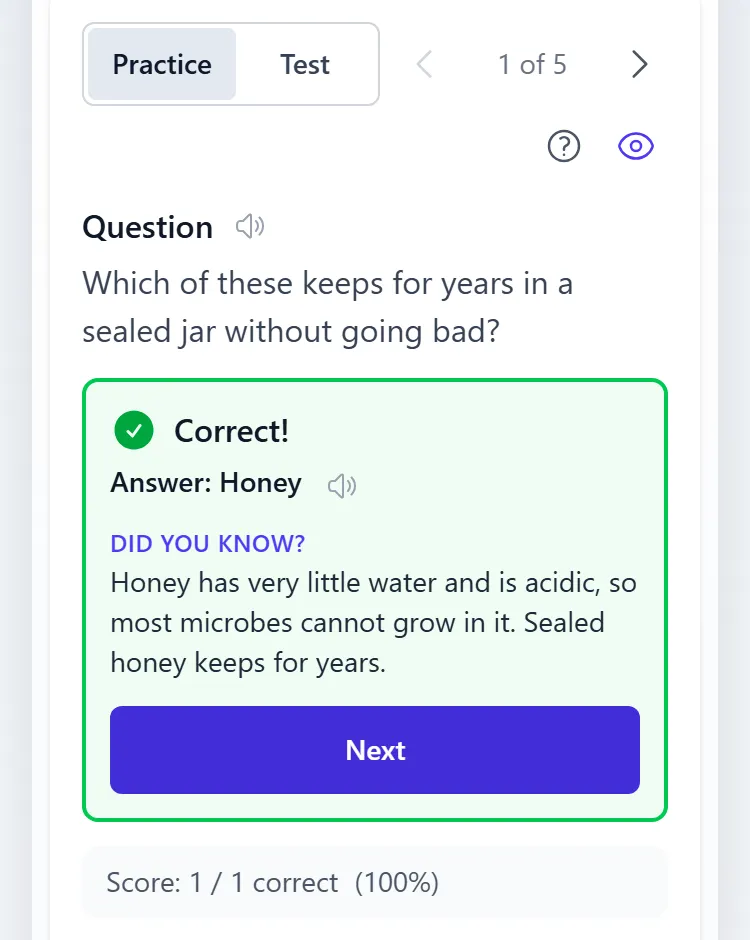 Practice
Test
1 of 5
Question
Which of these keeps for years in a
sealed jar without going bad?
Correct!
Answer: Honey
DID YOU KNOW?
Honey has very little water and is acidic, so
most microbes cannot grow in it. Sealed
honey keeps for years.
Next
Score: 1 / 1 correct (100%)